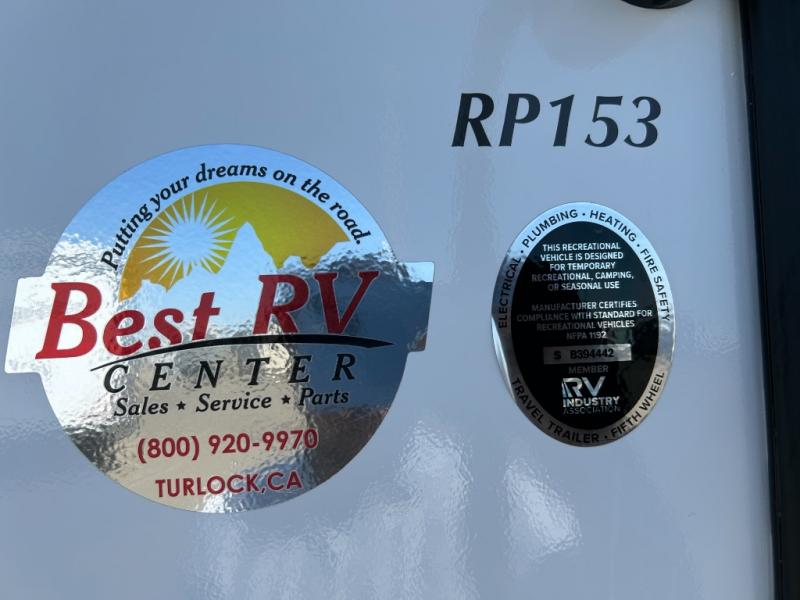 RP153
Putting your dreams on the road.
Best RV
CENTER
Sales ★ Service ★ Parts
(800) 920-9970
TURLOCK,CA
ELECTRICAL • PLUMBING • HEATING • FIRE SAFETY
THIS RECREATIONAL
VEHICLE IS DESIGNED
FOR TEMPORARY
RECREATIONAL, CAMPING,
OR SEASONAL USE
MANUFACTURER CERTIFIES
COMPLIANCE WITH STANDARD FOR
RECREATIONAL VEHICLES
NFPA 1192
S B394442
MEMBER
RV
INDUSTRY
ASSOCIATION
TRAVEL TRAILER • FIFTH WHEEL